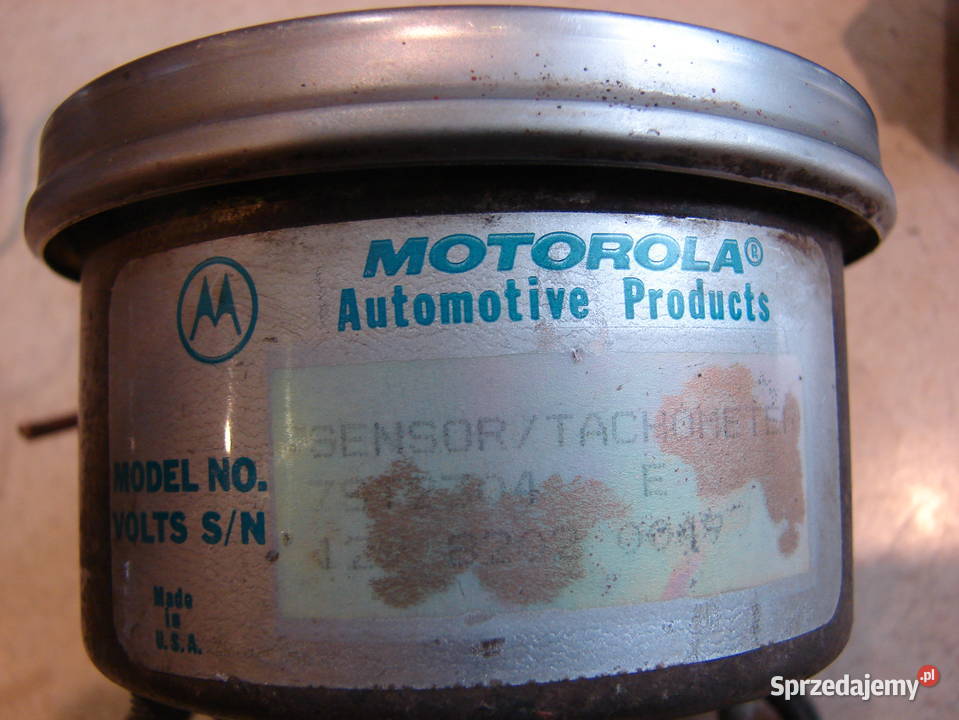 MOTOROLA®
Automotive Products
SENSOR/TACHOMETER
MODEL NO.
E
VOLTS S/N
Made
in
U.S.A.
Sprzedajemy.pl